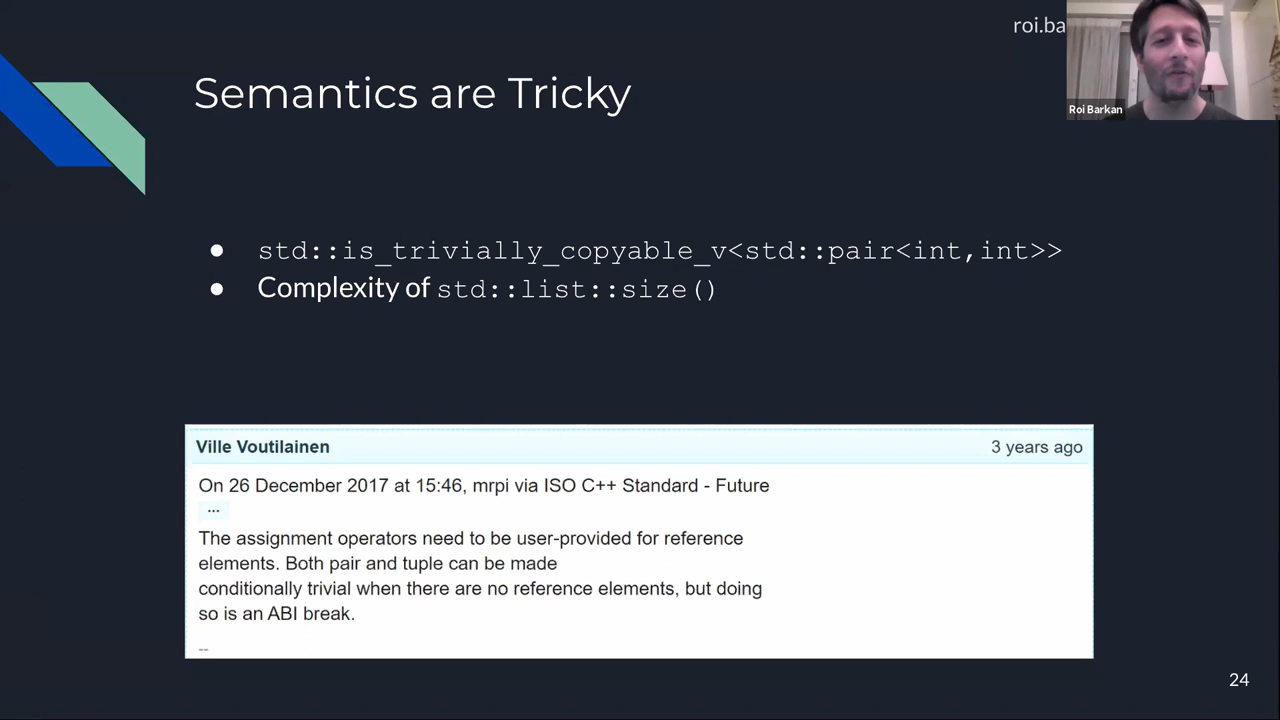 roi.ba
Roi Barkan
Semantics are Tricky
● std::is_trivially_copyable_v<std::pair<int,int>>
● Complexity of std::list::size()
Ville Voutilainen 3 years ago
On 26 December 2017 at 15:46, mrpi via ISO C++ Standard - Future
...
The assignment operators need to be user-provided for reference
elements. Both pair and tuple can be made
conditionally trivial when there are no reference elements, but doing
so is an ABI break.
--
24